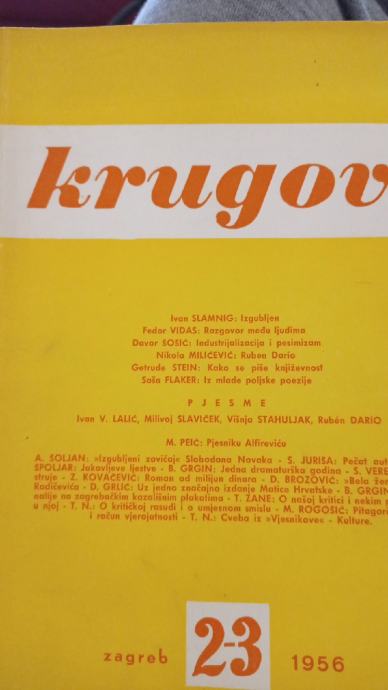 krugov
Ivan SLAMNIG: Izgubljen
Fedor VIDAS: Razgovor među ljudima
Davor ŠOŠIĆ: Industrijalizacija i pesimizam
Nikola MILIĆEVIĆ: Ruben Dario
Getrude STEIN: Kako se piše književnost
Saša FLAKER: Iz mlade poljske poezije
PJESME
Ivan V. LALIĆ, Milivoj SLAVIČEK, Višnja STAHULJAK, Rubén DARIO
M. PEIĆ: Pjesniku Alfireviću
A. ŠOLJAN: »Izgubljeni zavičaj« Slobodana Novaka - S. JURISA: Pečat aut
ŠPOLJAR: Jakovljeve ljestve - B. GRGIN: Jedna dramaturška godina - S. VERE
struje - Z. KOVAČEVIĆ: Roman od milijun dinara - D. BROZOVIĆ: »Bela žen
Radičevića - D. GRLIĆ: Uz jedno značajno izdanje Matice Hrvatske - B. GRGIN
nalije na zagrebačkim kazališnim plakatima - T. ŽANE: O našoj kritici i nekim
u njoj - T. N.: O kritičkoj rasudi i o umjesnom smislu - M. ROGOŠIĆ: Pitagor
i račun vjerojatnosti - T. N.: Cveba iz »Vjesnikove« - Kulture.
zagreb 2-3 1956